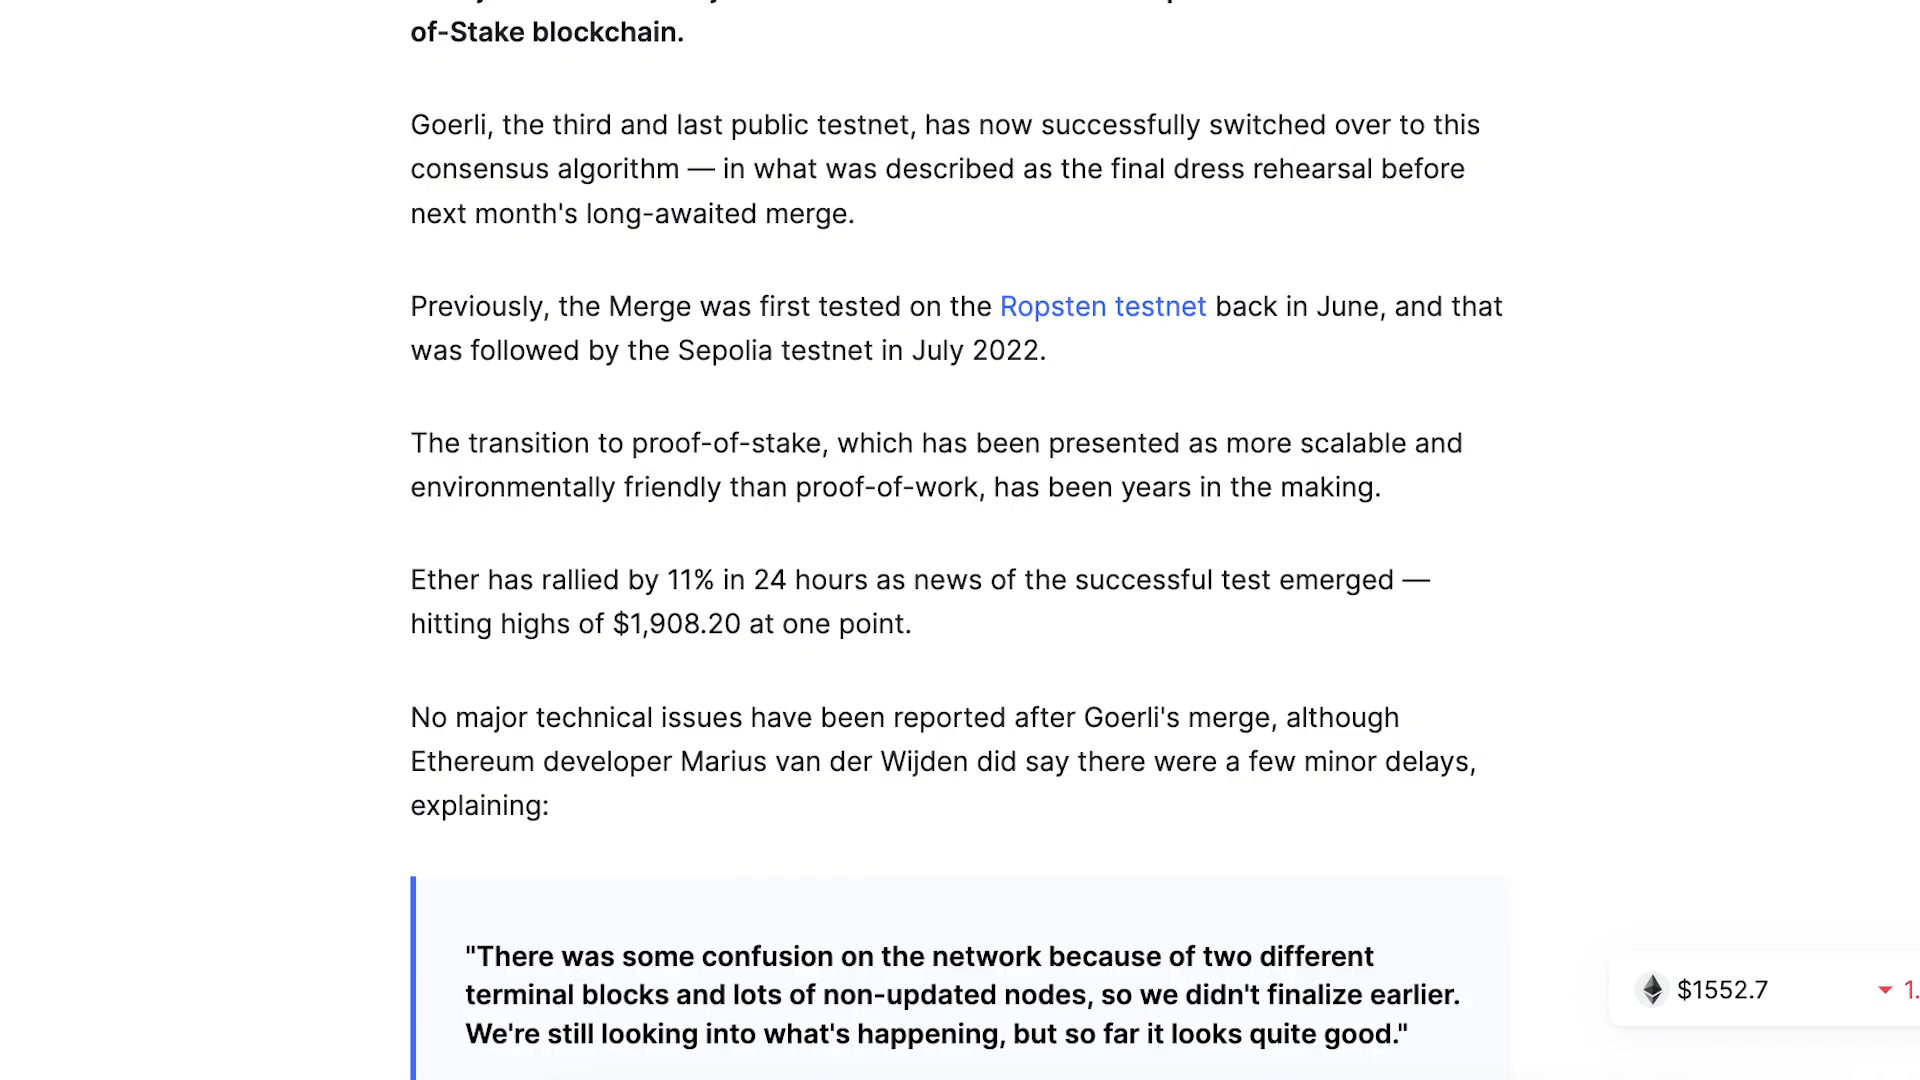 of-Stake blockchain.
Goerli, the third and last public testnet, has now successfully switched over to this
consensus algorithm — in what was described as the final dress rehearsal before
next month's long-awaited merge.
Previously, the Merge was first tested on the Ropsten testnet back in June, and that
was followed by the Sepolia testnet in July 2022.
The transition to proof-of-stake, which has been presented as more scalable and
environmentally friendly than proof-of-work, has been years in the making.
Ether has rallied by 11% in 24 hours as news of the successful test emerged —
hitting highs of $1,908.20 at one point.
No major technical issues have been reported after Goerli's merge, although
Ethereum developer Marius van der Wijden did say there were a few minor delays,
explaining:
"There was some confusion on the network because of two different
terminal blocks and lots of non-updated nodes, so we didn't finalize earlier.
We're still looking into what's happening, but so far it looks quite good."
$1552.7 1.